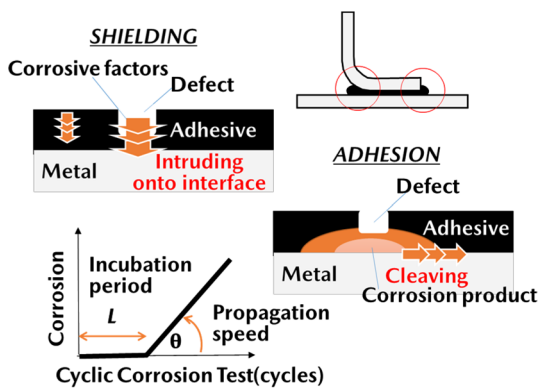 SHIELDING
Corrosive factors
Defect
Adhesive
Metal
Intruding
onto interface
ADHESION
Defect
Adhesive
Metal
Cleaving
Corrosion product
Corrosion
Incubation
period
L
Propagation
speed
θ
Cyclic Corrosion Test(cycles)